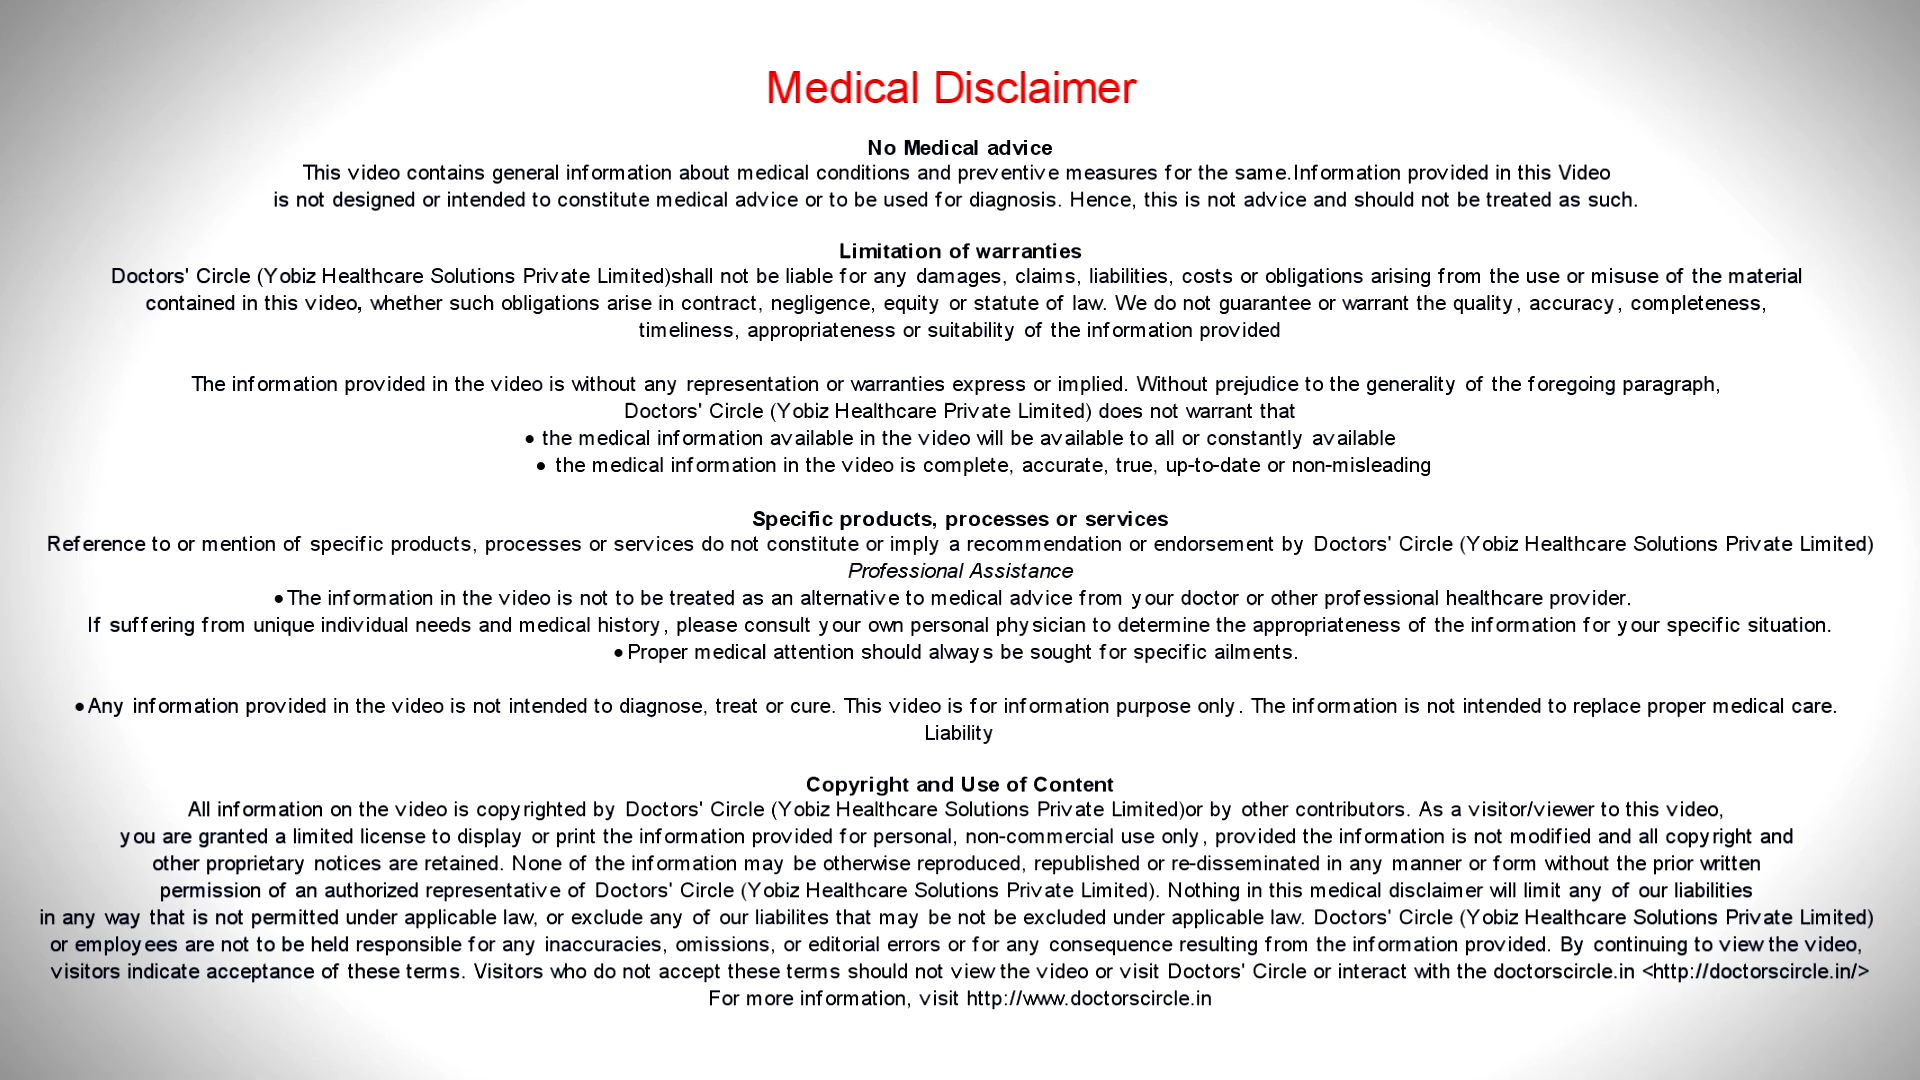 Medical Disclaimer
No Medical advice
This video contains general information about medical conditions and preventive measures for the same.Information provided in this Video
is not designed or intended to constitute medical advice or to be used for diagnosis. Hence, this is not advice and should not be treated as such.
Limitation of warranties
Doctors' Circle (Yobiz Healthcare Solutions Private Limited)shall not be liable for any damages, claims, liabilities, costs or obligations arising from the use or misuse of the material
contained in this video, whether such obligations arise in contract, negligence, equity or statute of law. We do not guarantee or warrant the quality, accuracy, completeness,
timeliness, appropriateness or suitability of the information provided
The information provided in the video is without any representation or warranties express or implied. Without prejudice to the generality of the foregoing paragraph,
Doctors' Circle (Yobiz Healthcare Private Limited) does not warrant that
• the medical information available in the video will be available to all or constantly available
• the medical information in the video is complete, accurate, true, up-to-date or non-misleading
Specific products, processes or services
Reference to or mention of specific products, processes or services do not constitute or imply a recommendation or endorsement by Doctors' Circle (Yobiz Healthcare Solutions Private Limited)
Professional Assistance
•The information in the video is not to be treated as an alternative to medical advice from your doctor or other professional healthcare provider.
If suffering from unique individual needs and medical history, please consult your own personal physician to determine the appropriateness of the information for your specific situation.
•Proper medical attention should always be sought for specific ailments.
•Any information provided in the video is not intended to diagnose, treat or cure. This video is for information purpose only. The information is not intended to replace proper medical care.
Liability
Copyright and Use of Content
All information on the video is copyrighted by Doctors' Circle (Yobiz Healthcare Solutions Private Limited)or by other contributors. As a visitor/viewer to this video,
you are granted a limited license to display or print the information provided for personal, non-commercial use only, provided the information is not modified and all copyright and
other proprietary notices are retained. None of the information may be otherwise reproduced, republished or re-disseminated in any manner or form without the prior written
permission of an authorized representative of Doctors' Circle (Yobiz Healthcare Solutions Private Limited). Nothing in this medical disclaimer will limit any of our liabilities
in any way that is not permitted under applicable law, or exclude any of our liabilites that may be not be excluded under applicable law. Doctors' Circle (Yobiz Healthcare Solutions Private Limited)
or employees are not to be held responsible for any inaccuracies, omissions, or editorial errors or for any consequence resulting from the information provided. By continuing to view the video,
visitors indicate acceptance of these terms. Visitors who do not accept these terms should not view the video or visit Doctors' Circle or interact with the doctorscircle.in <http://doctorscircle.in/>
For more information, visit http://www.doctorscircle.in